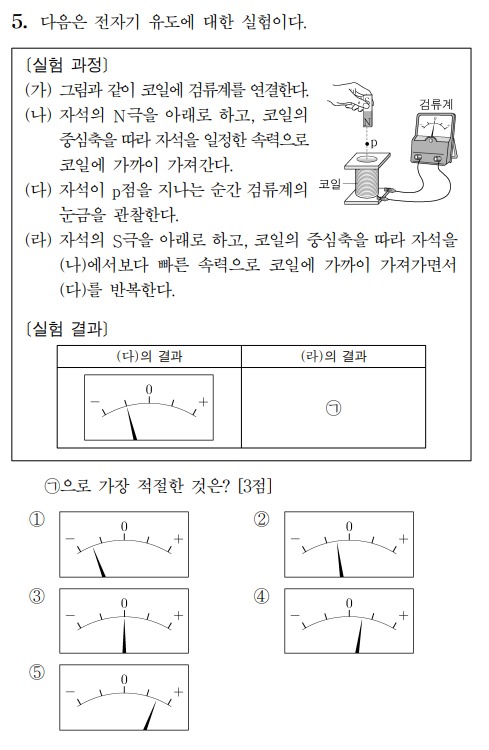 5. 다음은 전자기 유도에 대한 실험이다.
[실험 과정]
(가) 그림과 같이 코일에 검류계를 연결한다.
(나) 자석의 N극을 아래로 하고, 코일의
중심축을 따라 자석을 일정한 속력으로
코일에 가까이 가져간다.
(다) 자석이 p점을 지나는 순간 검류계의
눈금을 관찰한다.
(라) 자석의 S극을 아래로 하고, 코일의 중심축을 따라 자석을
(나)에서보다 빠른 속력으로 코일에 가까이 가져가면서
(다)를 반복한다.
검류계
N
p
코일
[실험 결과]
(다)의 결과 (라)의 결과
- 0 +
㉠
㉠으로 가장 적절한 것은? [3점]
① - 0 +
② - 0 +
③ - 0 +
④ - 0 +
⑤ - 0 +